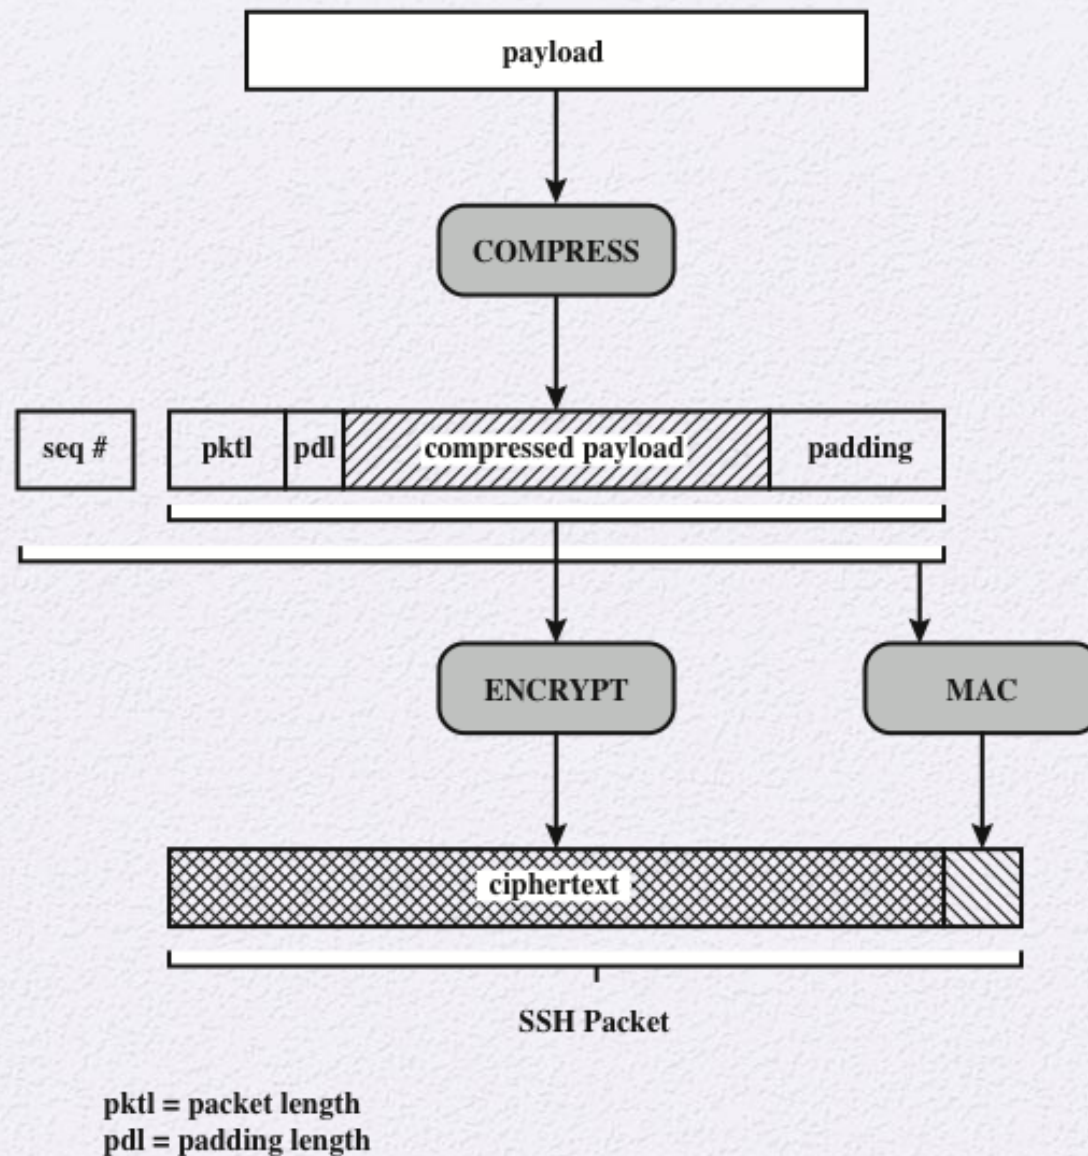 payload
COMPRESS
seq # pktl pdl compressed payload padding
ENCRYPT MAC
ciphertext
SSH Packet
pktl = packet length
pdl = padding length